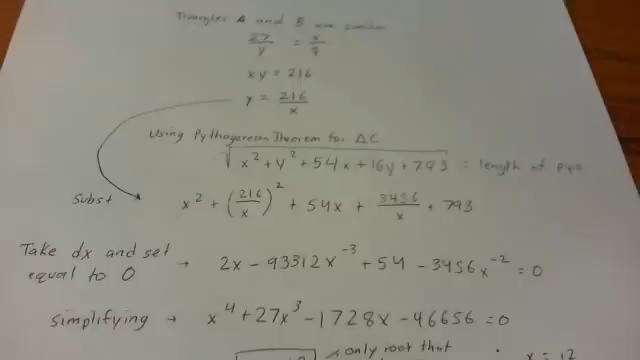 Triangles A and B are similar
27/y = x/8
xy = 216
y = 216/x
Using Pythagorean Theorem for ΔC
√(x² + y² + 54x + 16y + 793) = length of pipe
Subst x² + (216/x)² + 54x + 3456/x + 793
Take dx and set equal to 0 → 2x - 93312x⁻³ + 54 - 3456x⁻² = 0
Simplifying → x⁴ + 27x³ - 1728x - 46656 = 0
only root that
x = 12